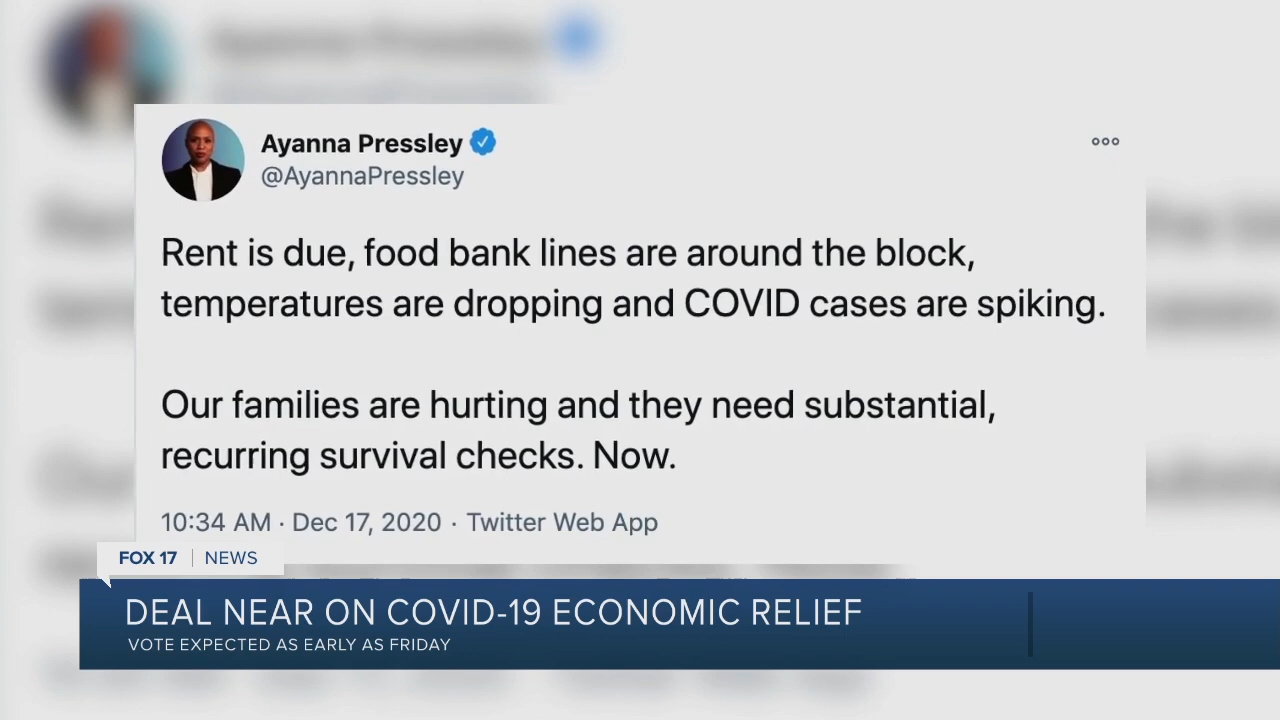 Ayanna Pressley
@AyannaPressley
Rent is due, food bank lines are around the block,
temperatures are dropping and COVID cases are spiking.
Our families are hurting and they need substantial,
recurring survival checks. Now.
10:34 AM · Dec 17, 2020 · Twitter Web App
FOX 17 | NEWS
DEAL NEAR ON COVID-19 ECONOMIC RELIEF
VOTE EXPECTED AS EARLY AS FRIDAY